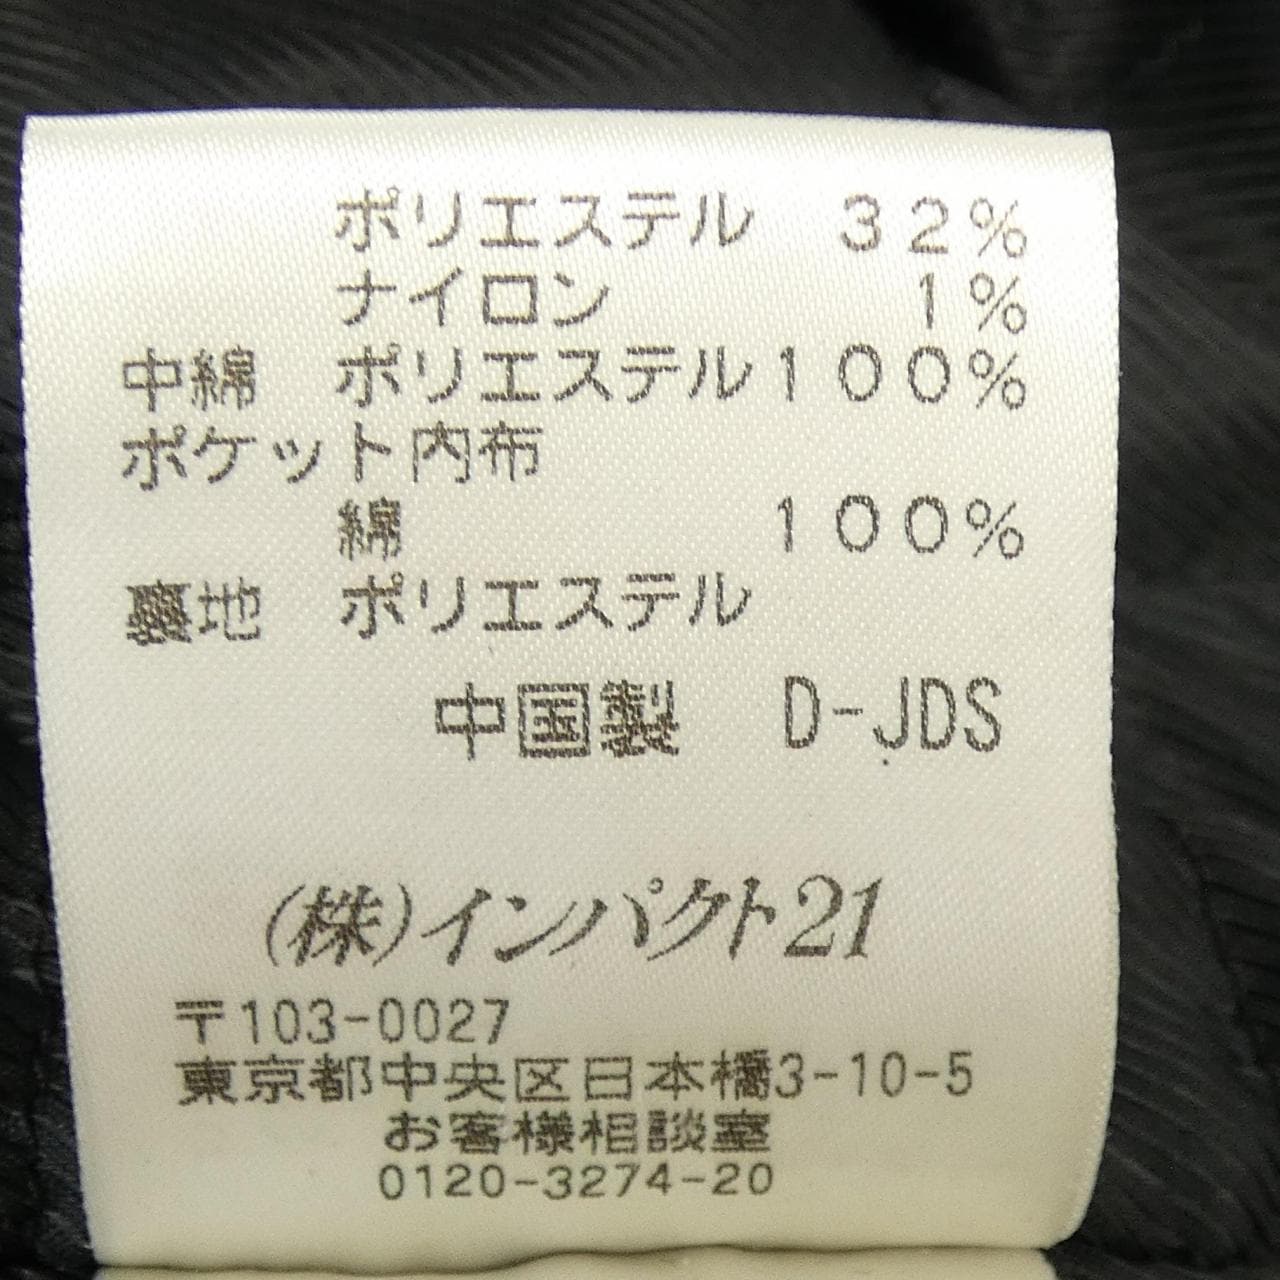 ポリエステル 32%
ナイロン 1%
中綿 ポリエステル100%
ポケット内布
綿 100%
裏地 ポリエステル
中国製 D-JDS
(株)インパクト21
〒103-0027
東京都中央区日本橋3-10-5
お客様相談室
0120-3274-20